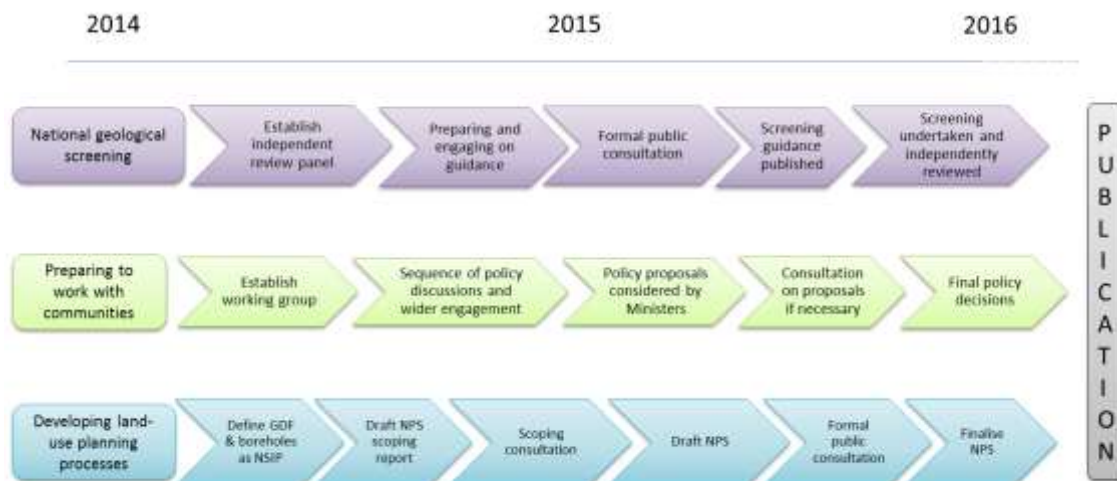 2014
2015
2016
National geological
screening
Establish
independent
review panel
Preparing and
engaging on
guidance
Formal public
consultation
Screening
guidance
published
Screening
undertaken and
independently
reviewed
Preparing to
work with
communities
Establish
working group
Sequence of policy
discussions and
wider engagement
Policy proposals
considered by
Ministers
Consultation
on proposals
if necessary
Final policy
decisions
Developing land-
use planning
processes
Define GDF
& boreholes
as NSIP
Draft NPS
scoping
report
Scoping
consultation
Draft NPS
Formal
public
consultation
Finalise
NPS
P
U
B
L
I
C
A
T
I
O
N